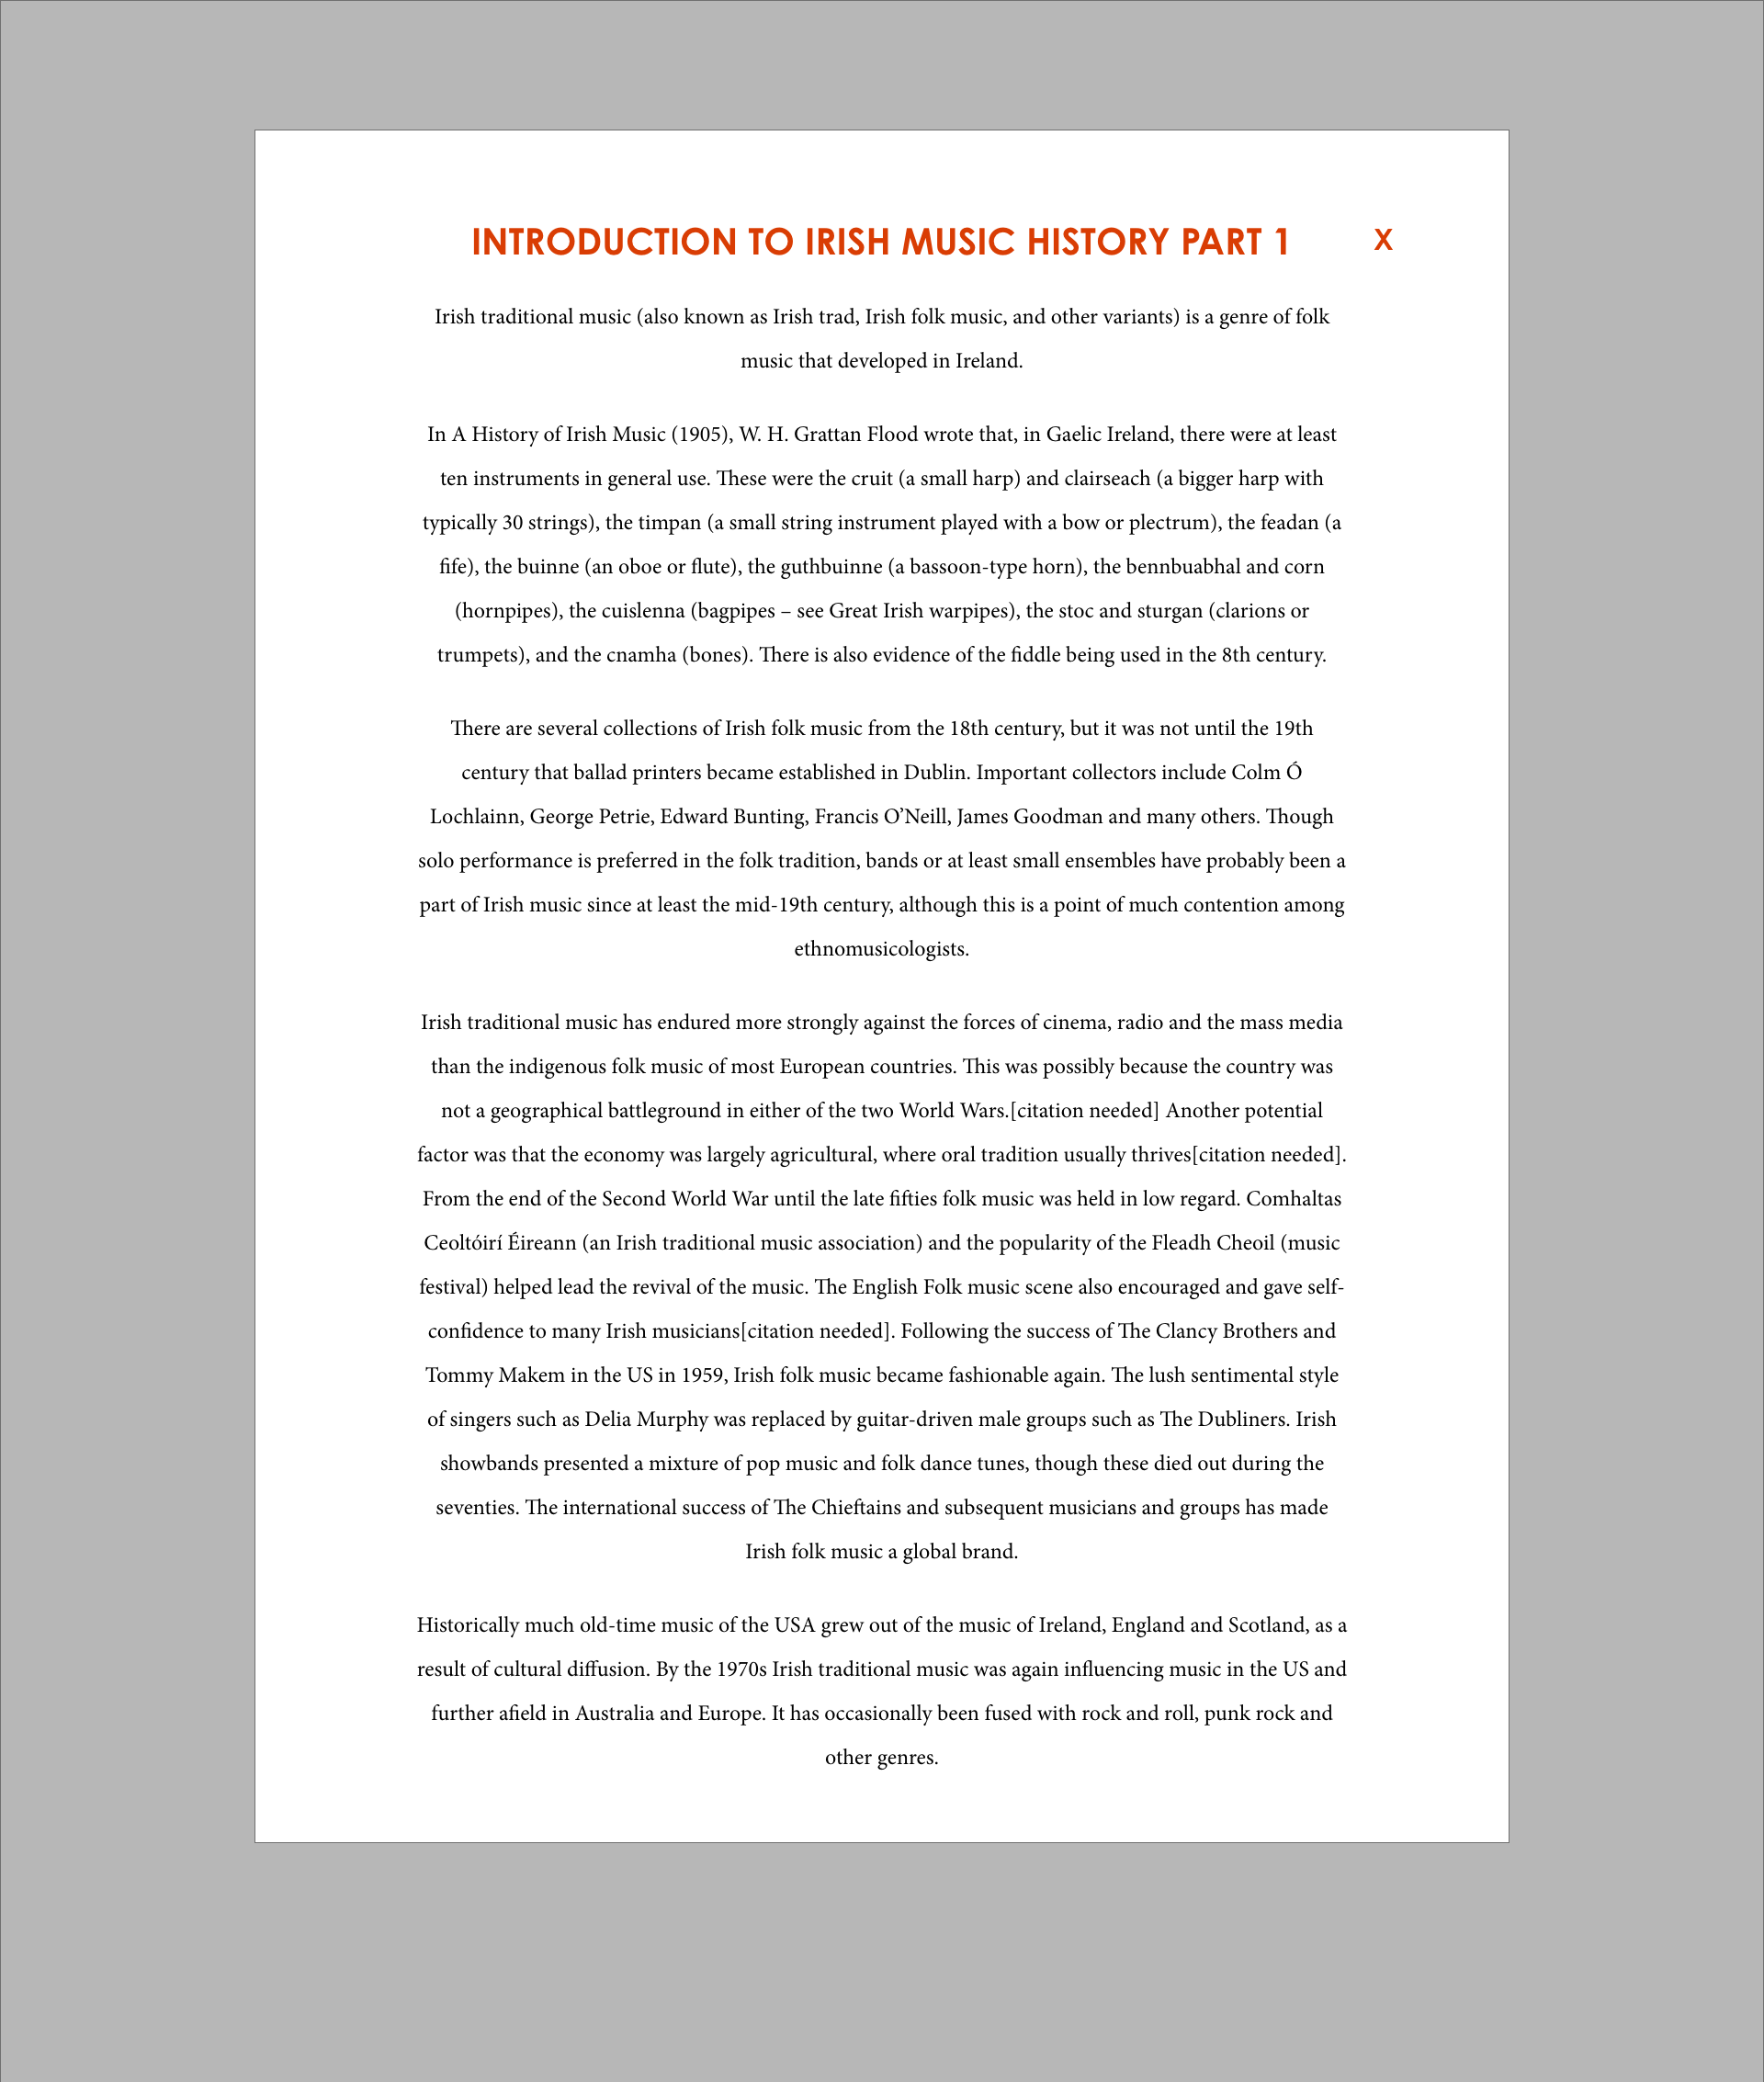 INTRODUCTION TO IRISH MUSIC HISTORY PART 1 X
Irish traditional music (also known as Irish trad, Irish folk music, and other variants) is a genre of folk
music that developed in Ireland.
In A History of Irish Music (1905), W. H. Grattan Flood wrote that, in Gaelic Ireland, there were at least
ten instruments in general use. These were the cruit (a small harp) and clairseach (a bigger harp with
typically 30 strings), the timpan (a small string instrument played with a bow or plectrum), the feadan (a
fife), the buinne (an oboe or flute), the guthbuinne (a bassoon-type horn), the bennbuabhal and corn
(hornpipes), the cuislenna (bagpipes – see Great Irish warpipes), the stoc and sturgan (clarions or
trumpets), and the cnamha (bones). There is also evidence of the fiddle being used in the 8th century.
There are several collections of Irish folk music from the 18th century, but it was not until the 19th
century that ballad printers became established in Dublin. Important collectors include Colm Ó
Lochlainn, George Petrie, Edward Bunting, Francis O’Neill, James Goodman and many others. Though
solo performance is preferred in the folk tradition, bands or at least small ensembles have probably been a
part of Irish music since at least the mid-19th century, although this is a point of much contention among
ethnomusicologists.
Irish traditional music has endured more strongly against the forces of cinema, radio and the mass media
than the indigenous folk music of most European countries. This was possibly because the country was
not a geographical battleground in either of the two World Wars.[citation needed] Another potential
factor was that the economy was largely agricultural, where oral tradition usually thrives[citation needed].
From the end of the Second World War until the late fifties folk music was held in low regard. Comhaltas
Ceoltóirí Éireann (an Irish traditional music association) and the popularity of the Fleadh Cheoil (music
festival) helped lead the revival of the music. The English Folk music scene also encouraged and gave self-
confidence to many Irish musicians[citation needed]. Following the success of The Clancy Brothers and
Tommy Makem in the US in 1959, Irish folk music became fashionable again. The lush sentimental style
of singers such as Delia Murphy was replaced by guitar-driven male groups such as The Dubliners. Irish
showbands presented a mixture of pop music and folk dance tunes, though these died out during the
seventies. The international success of The Chieftains and subsequent musicians and groups has made
Irish folk music a global brand.
Historically much old-time music of the USA grew out of the music of Ireland, England and Scotland, as a
result of cultural diffusion. By the 1970s Irish traditional music was again influencing music in the US and
further afield in Australia and Europe. It has occasionally been fused with rock and roll, punk rock and
other genres.